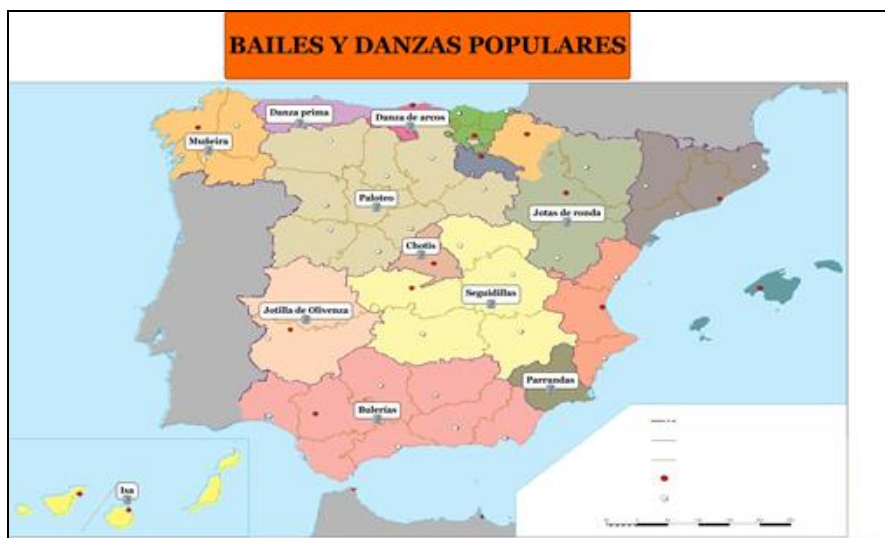 BAILES Y DANZAS POPULARES
Danza prima
Danza de arcos
Muñeira
Paloteo
Jotas de ronda
Chotis
Seguidillas
Jotilla de Olivenza
Parrandas
Bulerías
Isa